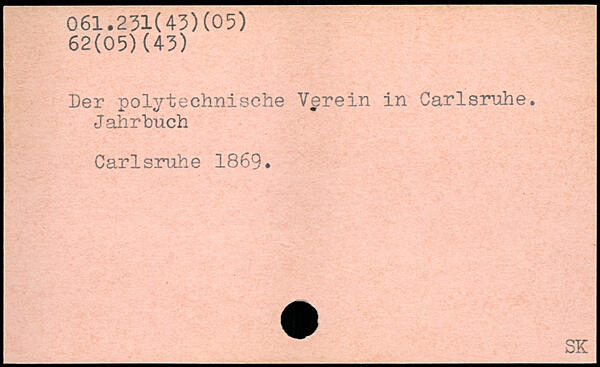 061.231(43)(05)
62(05)(43)
Der polytechnische Verein in Carlsruhe.
Jahrbuch
Carlsruhe 1869.
SK